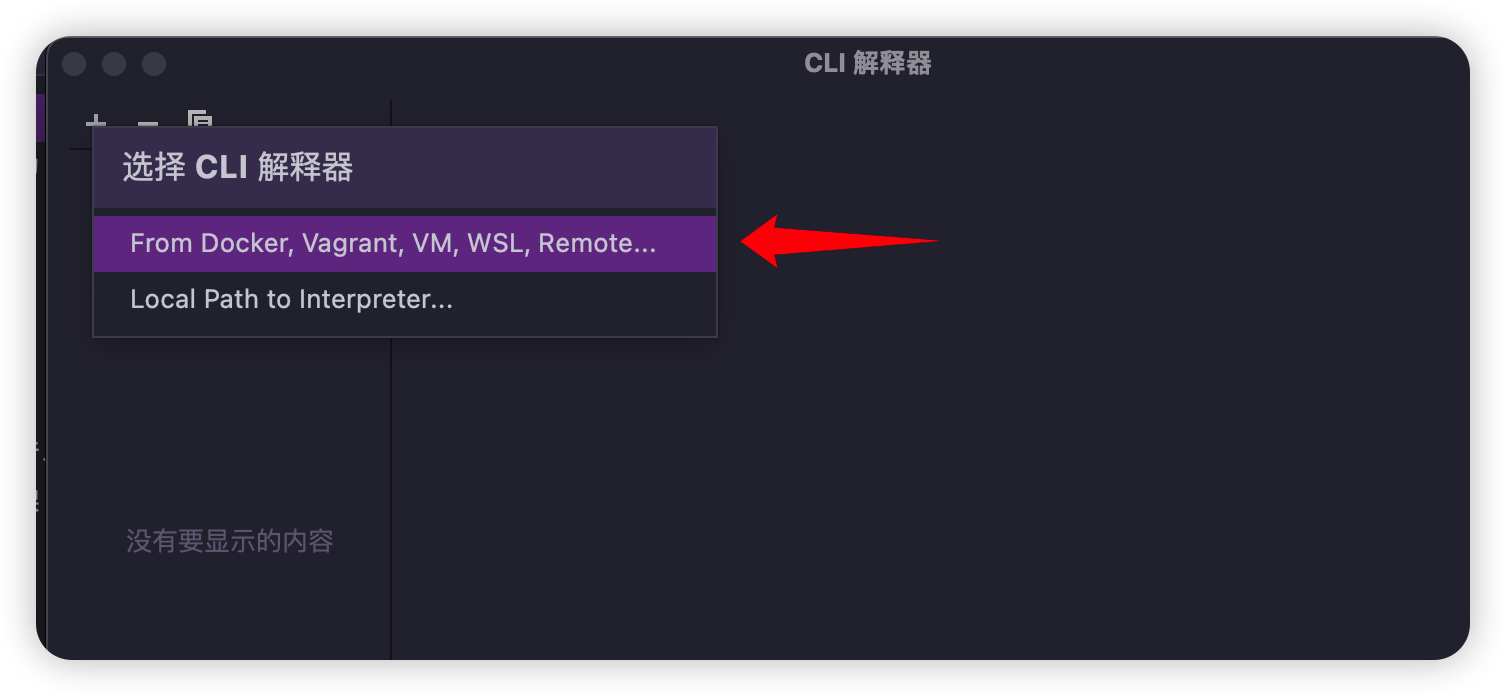 CLI 解释器
选择 CLI 解释器
From Docker, Vagrant, VM, WSL, Remote...
Local Path to Interpreter...
没有要显示的内容